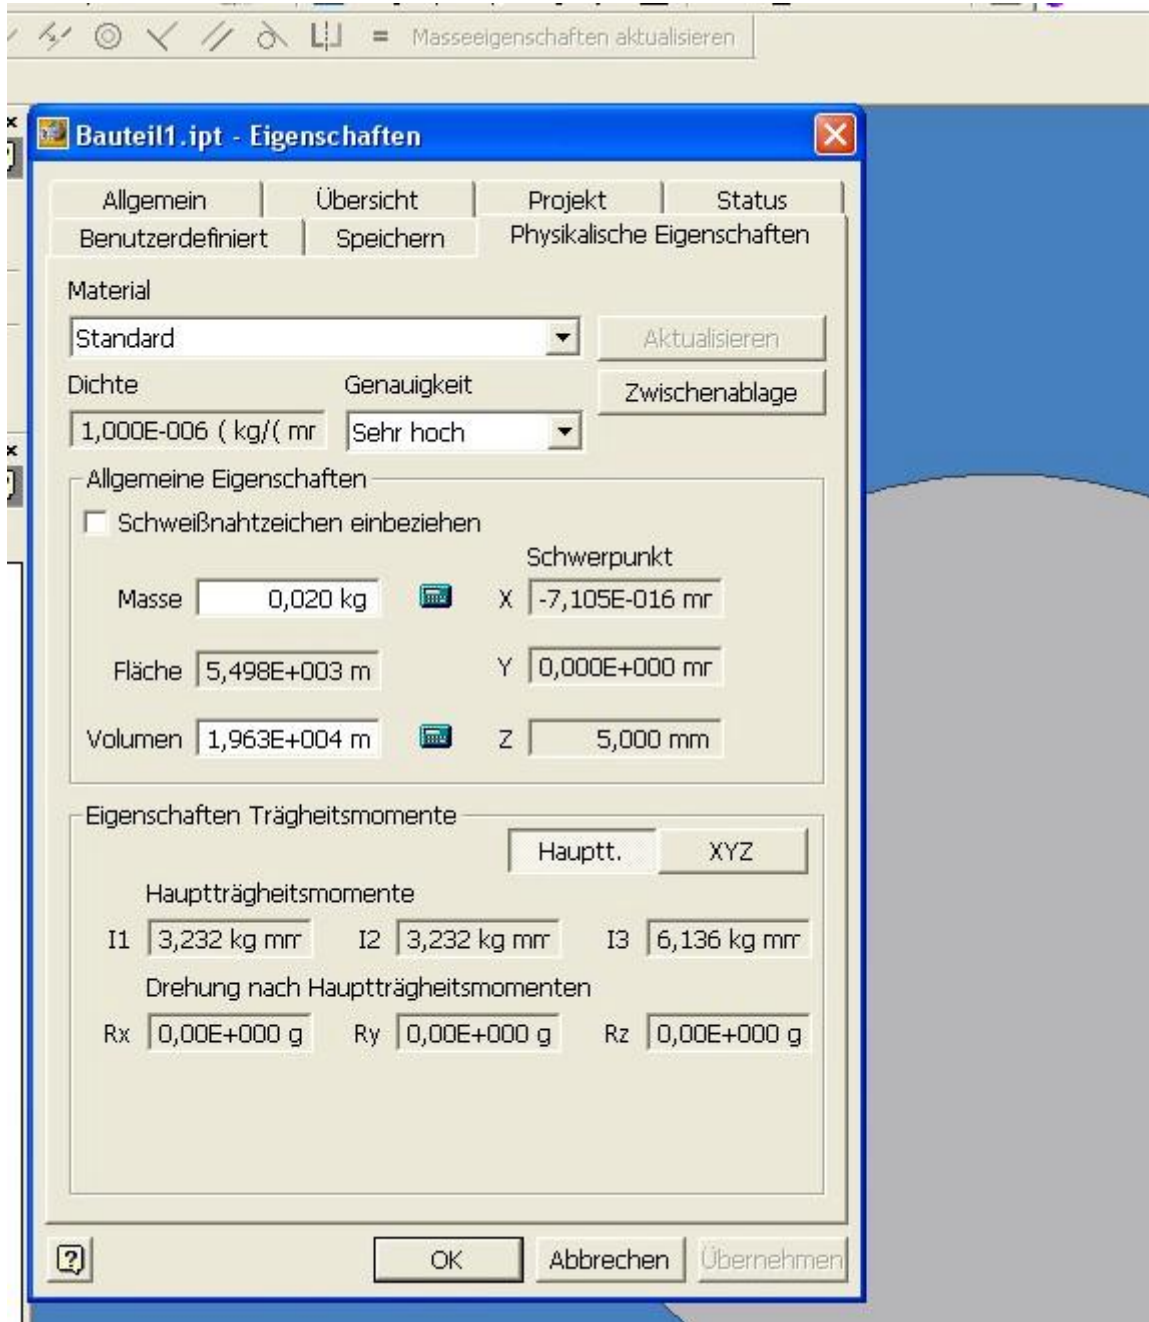 = Masseeigenschaften aktualisieren
Bauteil1.ipt - Eigenschaften
Allgemein Übersicht Projekt Status
Benutzerdefiniert Speichern Physikalische Eigenschaften
Material
Standard Aktualisieren
Dichte Genauigkeit Zwischenablage
1,000E-006 ( kg/( mr Sehr hoch
Allgemeine Eigenschaften
Schweißnahtzeichen einbeziehen
Schwerpunkt
Masse 0,020 kg X -7,105E-016 mr
Fläche 5,498E+003 m Y 0,000E+000 mr
Volumen 1,963E+004 m Z 5,000 mm
Eigenschaften Trägheitsmomente
Hauptt. XYZ
Hauptträgheitsmomente
I1 3,232 kg mr I2 3,232 kg mr I3 6,136 kg mr
Drehung nach Hauptträgheitsmomenten
Rx 0,00E+000 g Ry 0,00E+000 g Rz 0,00E+000 g
? OK Abbrechen Übernehmen